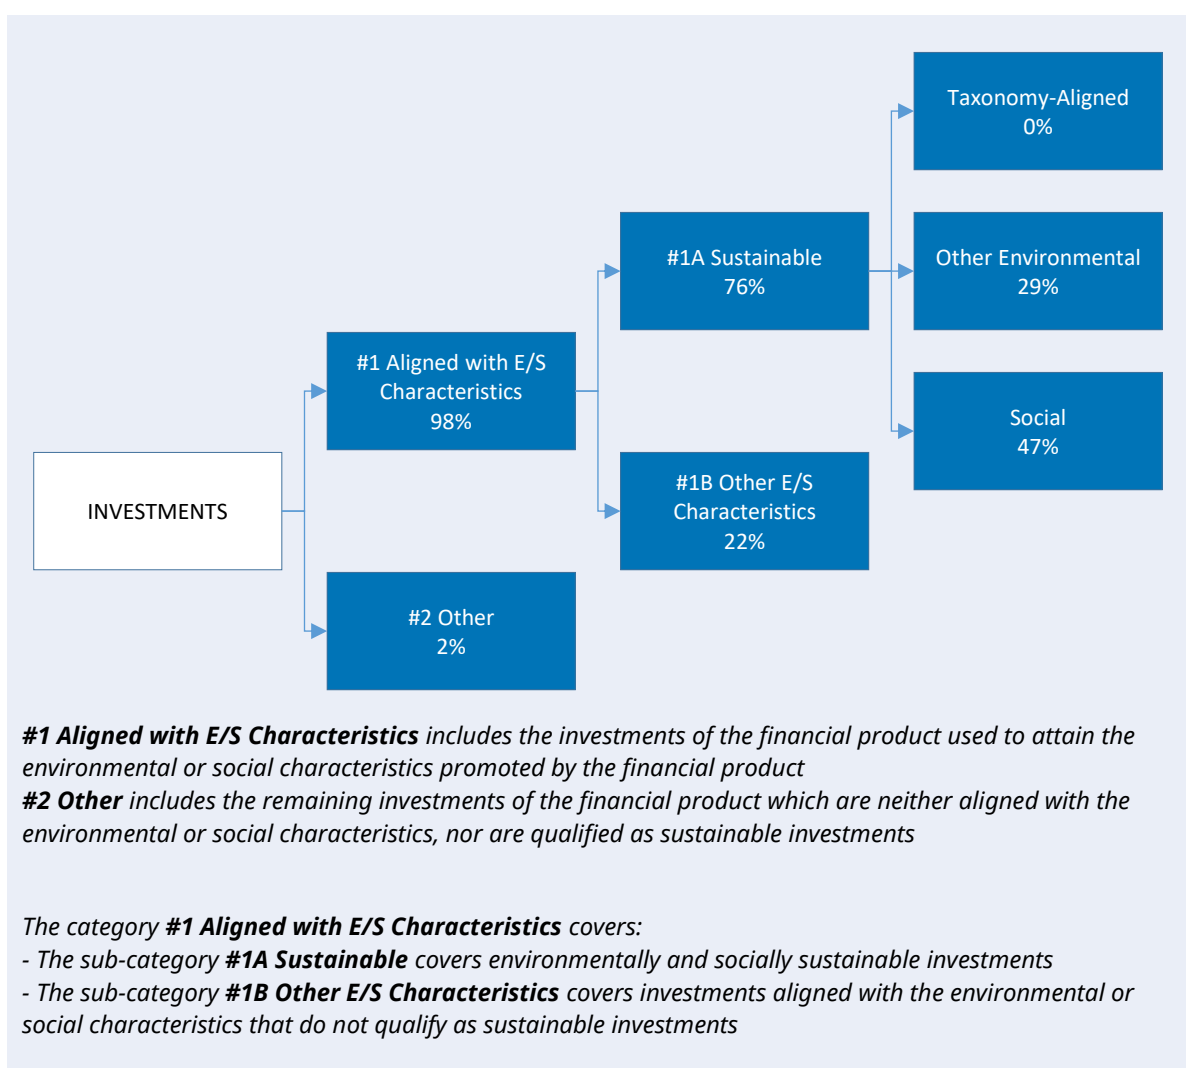 Taxonomy-Aligned
0%
#1A Sustainable
76%
Other Environmental
29%
#1 Aligned with E/S
Characteristics
98%
Social
47%
#1B Other E/S
Characteristics
22%
INVESTMENTS
#2 Other
2%
#1 Aligned with E/S Characteristics includes the investments of the financial product used to attain the
environmental or social characteristics promoted by the financial product
#2 Other includes the remaining investments of the financial product which are neither aligned with the
environmental or social characteristics, nor are qualified as sustainable investments
The category #1 Aligned with E/S Characteristics covers:
- The sub-category #1A Sustainable covers environmentally and socially sustainable investments
- The sub-category #1B Other E/S Characteristics covers investments aligned with the environmental or
social characteristics that do not qualify as sustainable investments